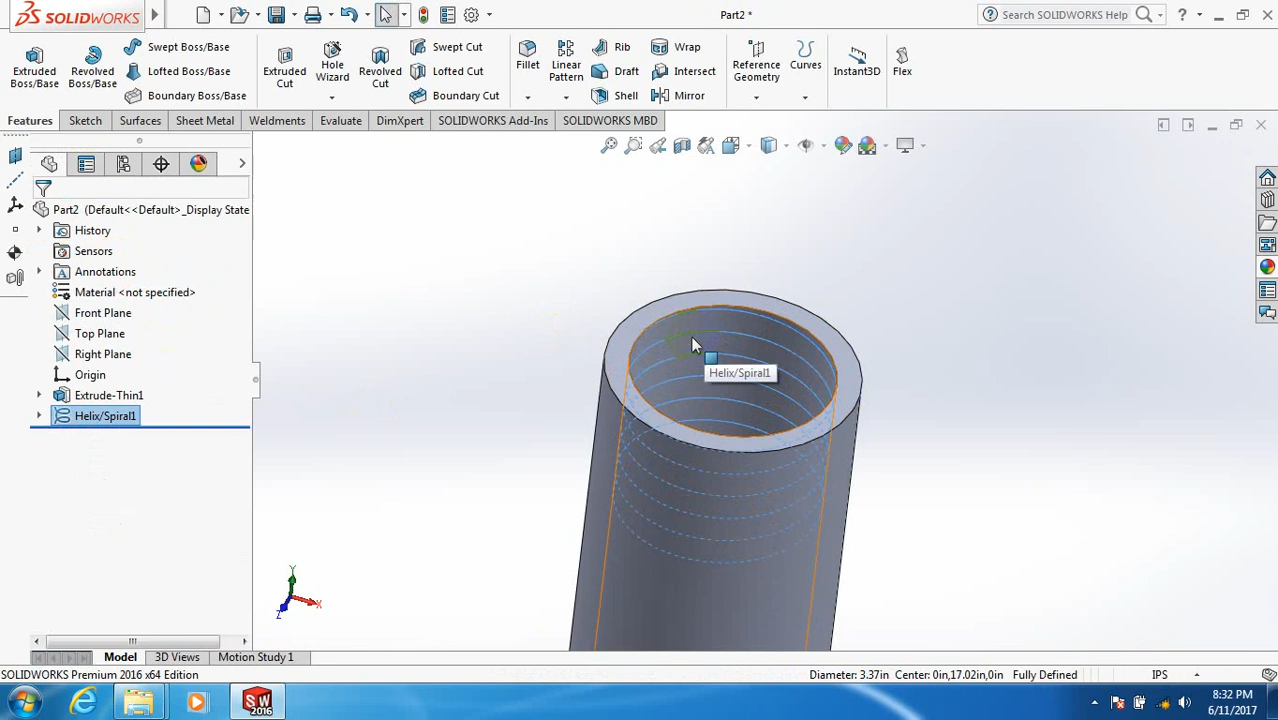 SOLIDWORKS
Part2 *
Search SOLIDWORKS Help
Extruded Boss/Base
Revolved Boss/Base
Swept Boss/Base
Lofted Boss/Base
Boundary Boss/Base
Extruded Cut
Hole Wizard
Revolved Cut
Swept Cut
Lofted Cut
Boundary Cut
Fillet
Linear Pattern
Rib
Draft
Shell
Wrap
Intersect
Mirror
Reference Geometry
Curves
Instant3D
Flex
Features
Sketch
Surfaces
Sheet Metal
Weldments
Evaluate
DimXpert
SOLIDWORKS Add-Ins
SOLIDWORKS MBD
Part2 (Default<<Default>_Display State
History
Sensors
Annotations
Material <not specified>
Front Plane
Top Plane
Right Plane
Origin
Extrude-Thin1
Helix/Spiral1
Helix/Spiral1
Y
X
Z
Model
3D Views
Motion Study 1
SOLIDWORKS Premium 2016 x64 Edition
Diameter: 3.37in Center: 0in,17.02in,0in Fully Defined
IPS
SW
2016
8:32 PM
6/11/2017